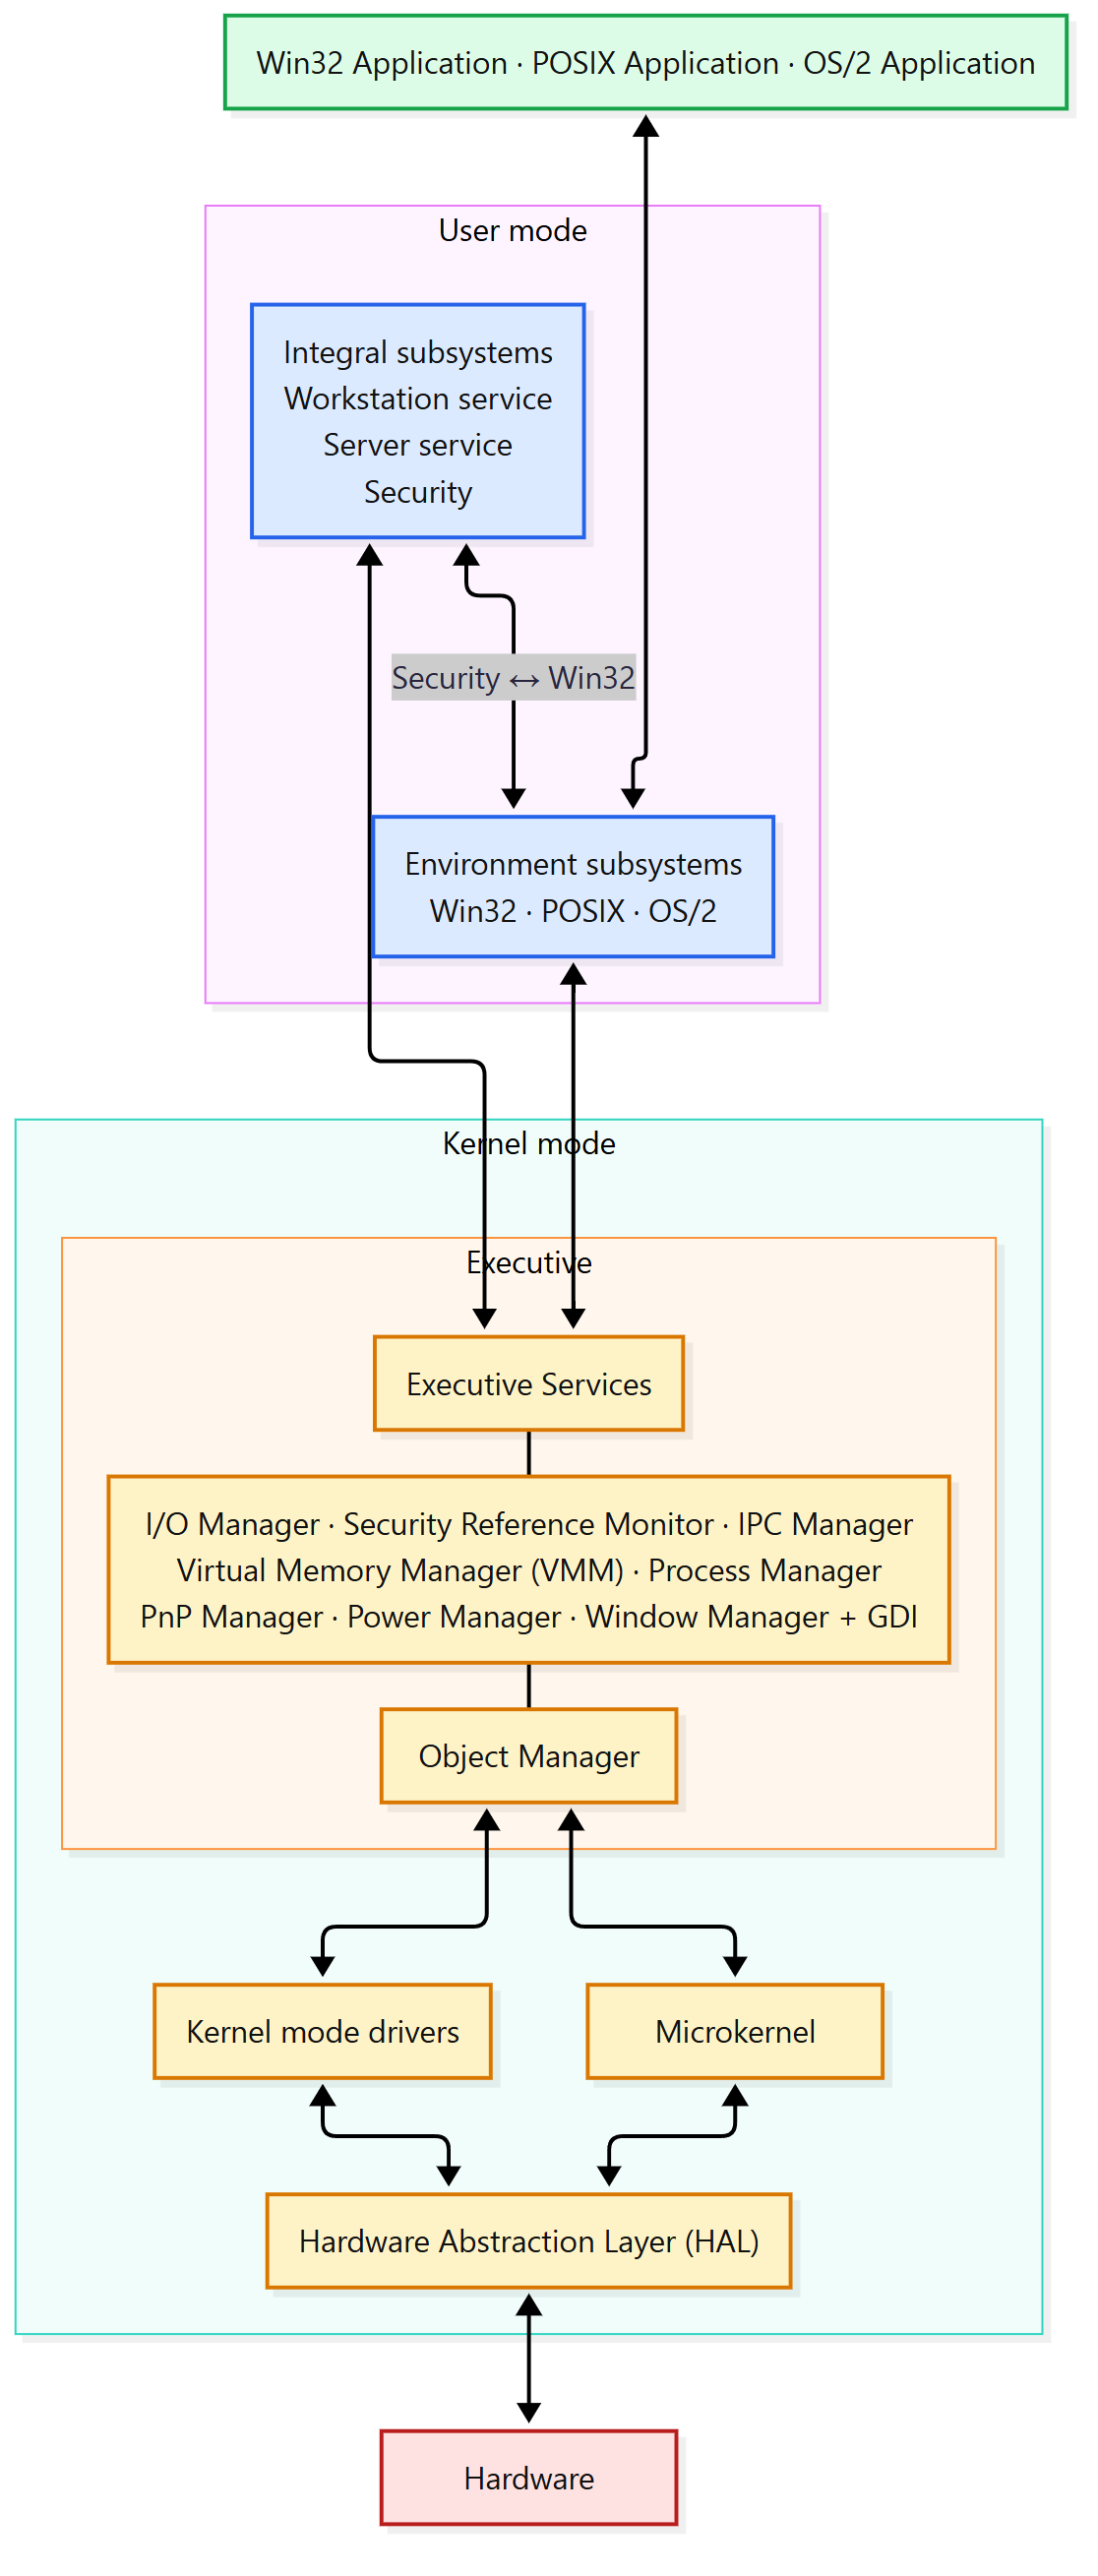 Win32 Application · POSIX Application · OS/2 Application
User mode
Integral subsystems
Workstation service
Server service
Security
Security ↔ Win32
Environment subsystems
Win32 · POSIX · OS/2
Kernel mode
Executive
Executive Services
I/O Manager · Security Reference Monitor · IPC Manager
Virtual Memory Manager (VMM) · Process Manager
PnP Manager · Power Manager · Window Manager + GDI
Object Manager
Kernel mode drivers
Microkernel
Hardware Abstraction Layer (HAL)
Hardware